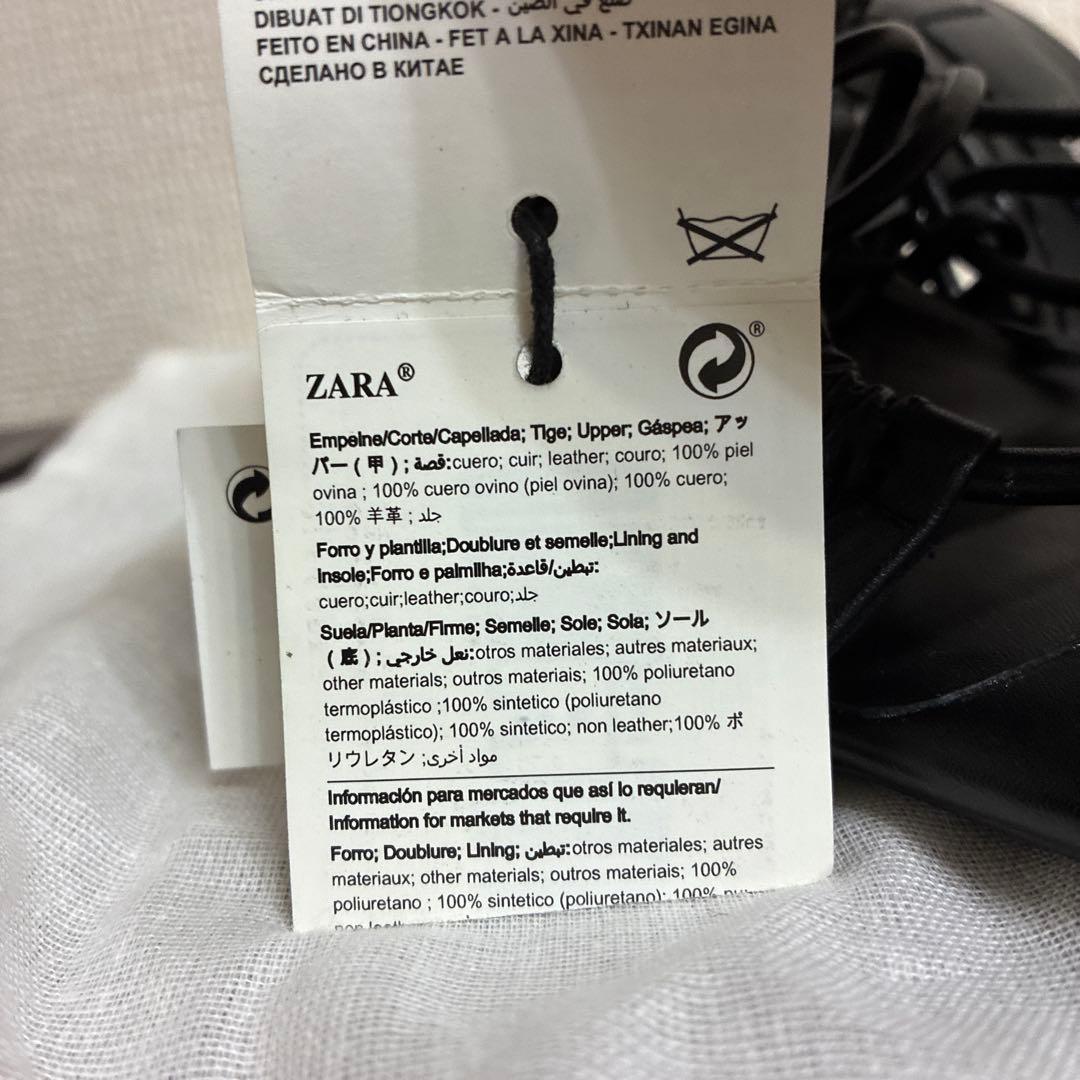 DIBUAT DI TIONGKOK - صنع في الصين
FEITO EN CHINA - FET A LA XINA - TXINAN EGINA
СДЕЛАНО В КИТАЕ
®
ZARA®
Empeine/Corte/Capellada; Tige; Upper; Gáspea; アッ
パー ( 甲 ) ; قصة:cuero; cuir; leather; couro; 100% piel
ovina ; 100% cuero ovino (piel ovina); 100% cuero;
100% 羊革 ; جلد
Forro y plantilla;Doublure et semelle;Lining and
insole;Forro e palmilha;تبطين/قاعدة:
cuero;cuir;leather;couro;جلد
Suela/Planta/Firme; Semelle; Sole; Sola; ソール
( 底 ) ; نعل خارجي:otros materiales; autres materiaux;
other materials; outros materiais; 100% poliuretano
termoplástico ;100% sintetico (poliuretano
termoplástico); 100% sintetico; non leather;100% ポ
リウレタン ;مواد أخرى
Información para mercados que así lo requieran/
Information for markets that require it.
Forro; Doublure; Lining; تبطين:otros materiales; autres
materiaux; other materials; outros materiais; 100%
poliuretano ; 100% sintetico (poliuretano); 100%
non